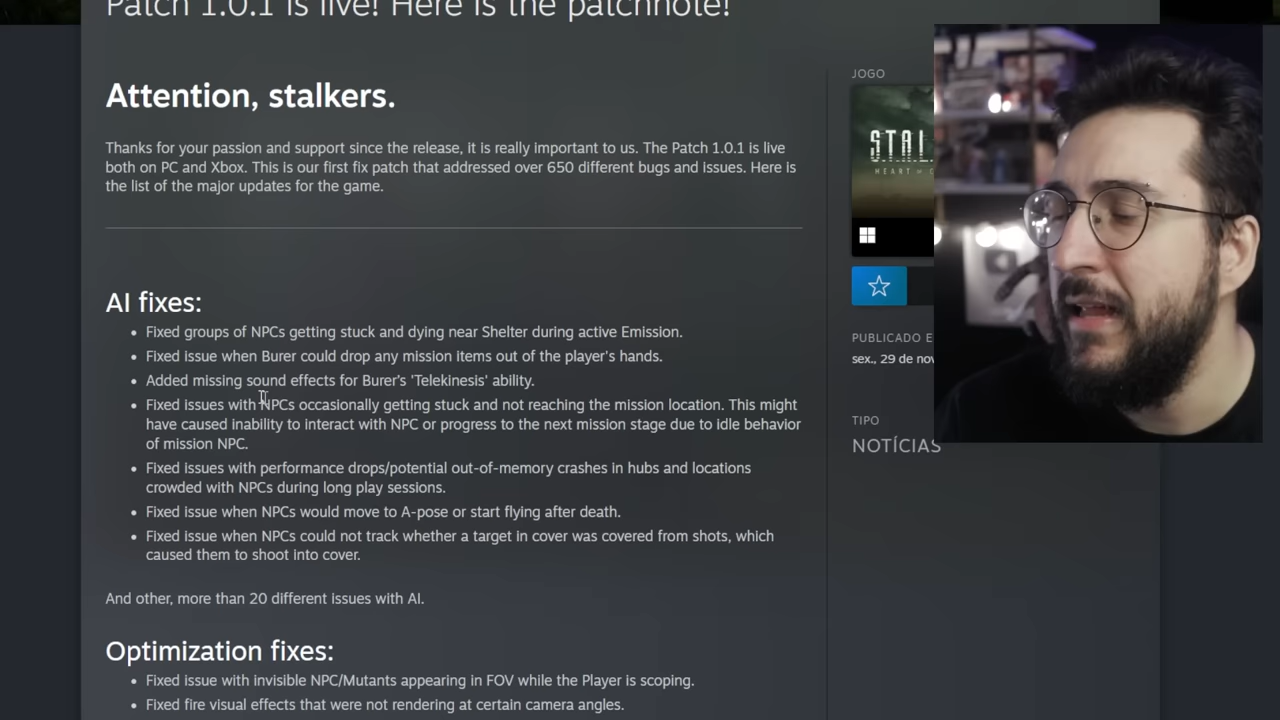 Patch 1.0.1 is live! Here is the patchnote!
Attention, stalkers.
Thanks for your passion and support since the release, it is really important to us. The Patch 1.0.1 is live
both on PC and Xbox. This is our first fix patch that addressed over 650 different bugs and issues. Here is
the list of the major updates for the game.
AI fixes:
• Fixed groups of NPCs getting stuck and dying near Shelter during active Emission.
• Fixed issue when Burer could drop any mission items out of the player's hands.
• Added missing sound effects for Burer's 'Telekinesis' ability.
• Fixed issues with NPCs occasionally getting stuck and not reaching the mission location. This might
have caused inability to interact with NPC or progress to the next mission stage due to idle behavior
of mission NPC.
• Fixed issues with performance drops/potential out-of-memory crashes in hubs and locations
crowded with NPCs during long play sessions.
• Fixed issue when NPCs would move to A-pose or start flying after death.
• Fixed issue when NPCs could not track whether a target in cover was covered from shots, which
caused them to shoot into cover.
And other, more than 20 different issues with AI.
Optimization fixes:
• Fixed issue with invisible NPC/Mutants appearing in FOV while the Player is scoping.
• Fixed fire visual effects that were not rendering at certain camera angles.
JOGO
S.T.A.L.
HEART OF C
PUBLICADO E
sex., 29 de nov
TIPO
NOTÍCIAS